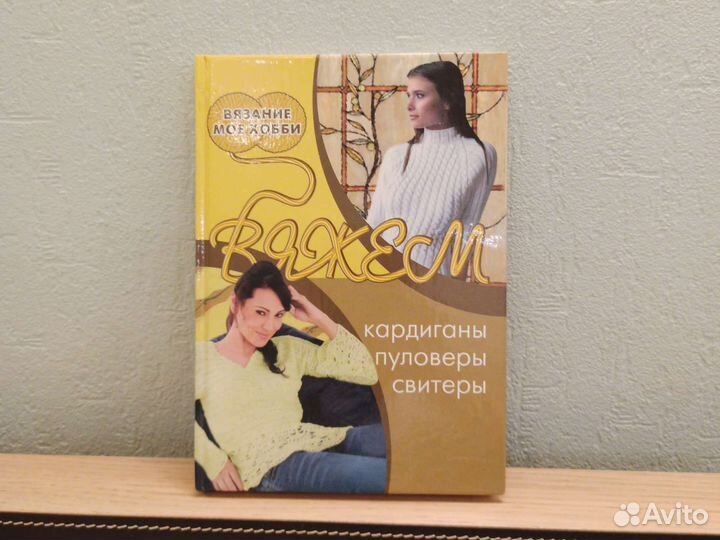 ВЯЗАНИЕ
МОЕ ХОББИ
ВЯЖЕМ
кардиганы
пуловеры
свитеры
Avito